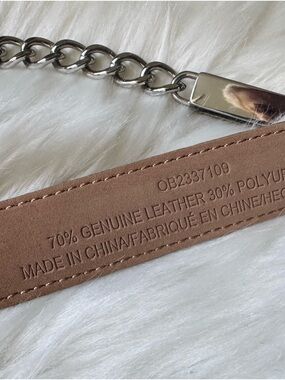 OB2337109
70% GENUINE LEATHER 30% POLYUR
MADE IN CHINA/FABRIQUÉ EN CHINE/HEC